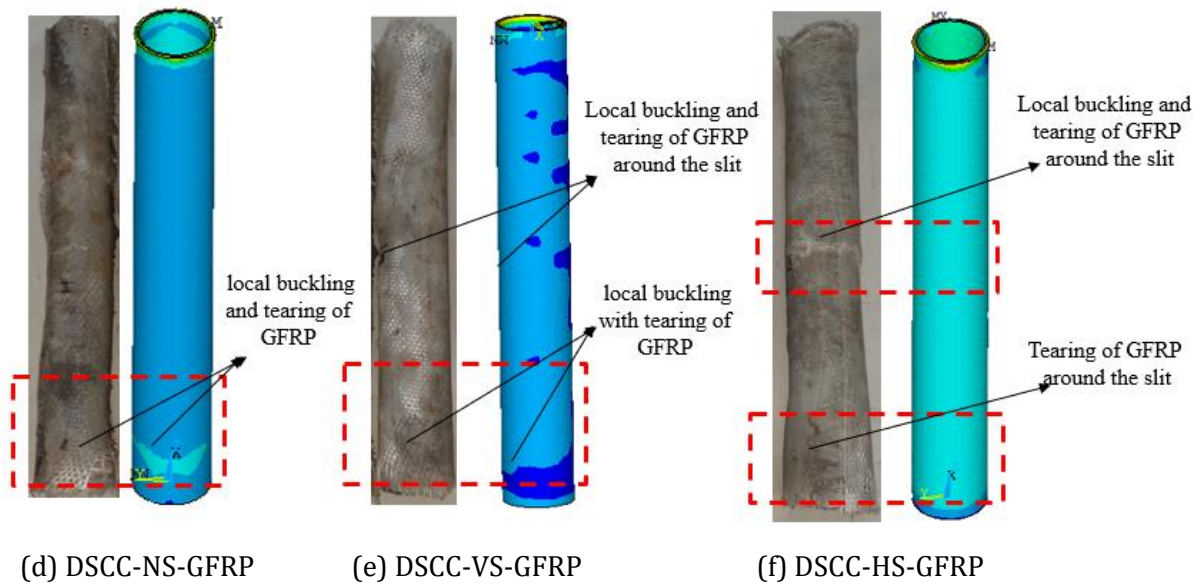 Local buckling and
tearing of GFRP
around the slit
local buckling
and tearing of
GFRP
local buckling
with tearing of
GFRP
Local buckling and
tearing of GFRP
around the slit
Tearing of GFRP
around the slit
M
MX
M
X
(d) DSCC-NS-GFRP
(e) DSCC-VS-GFRP
(f) DSCC-HS-GFRP